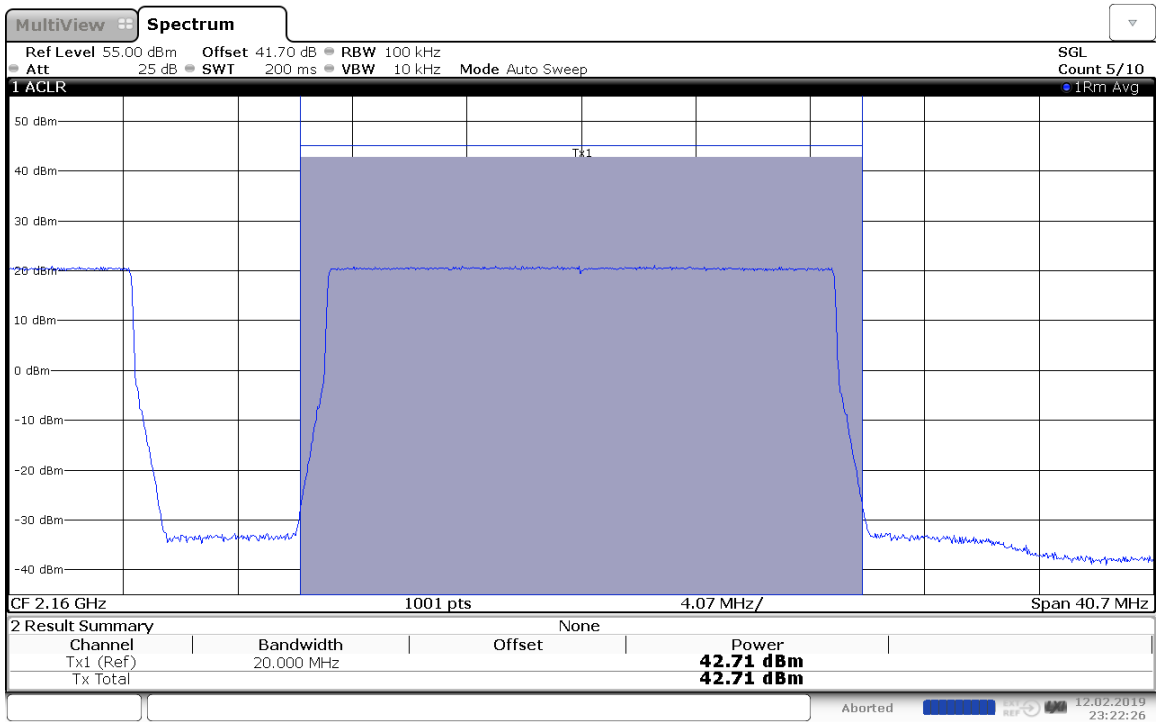 MultiView Spectrum
Ref Level 55.00 dBm Offset 41.70 dB RBW 100 kHz SGL
Att 25 dB SWT 200 ms VBW 10 kHz Mode Auto Sweep Count 5/10
1 ACLR 1Rm Avg
50 dBm
Tx1
40 dBm
30 dBm
20 dBm
10 dBm
0 dBm
-10 dBm
-20 dBm
-30 dBm
-40 dBm
CF 2.16 GHz 1001 pts 4.07 MHz/ Span 40.7 MHz
2 Result Summary None
Channel Bandwidth Offset Power
Tx1 (Ref) 20.000 MHz 42.71 dBm
Tx Total 42.71 dBm
Aborted EXT REF 12.02.2019
23:22:26